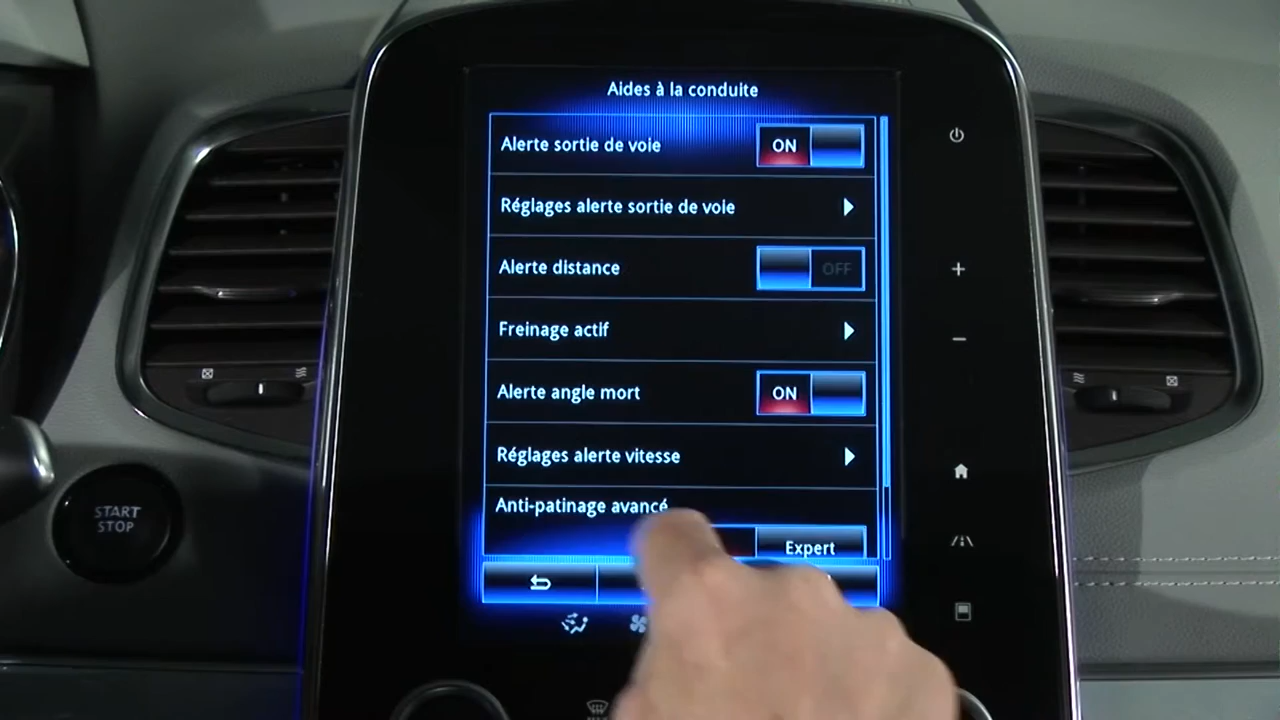 Aides à la conduite
Alerte sortie de voie
ON
Réglages alerte sortie de voie
Alerte distance
OFF
Freinage actif
Alerte angle mort
ON
Réglages alerte vitesse
Anti-patinage avancé
Expert
START
STOP